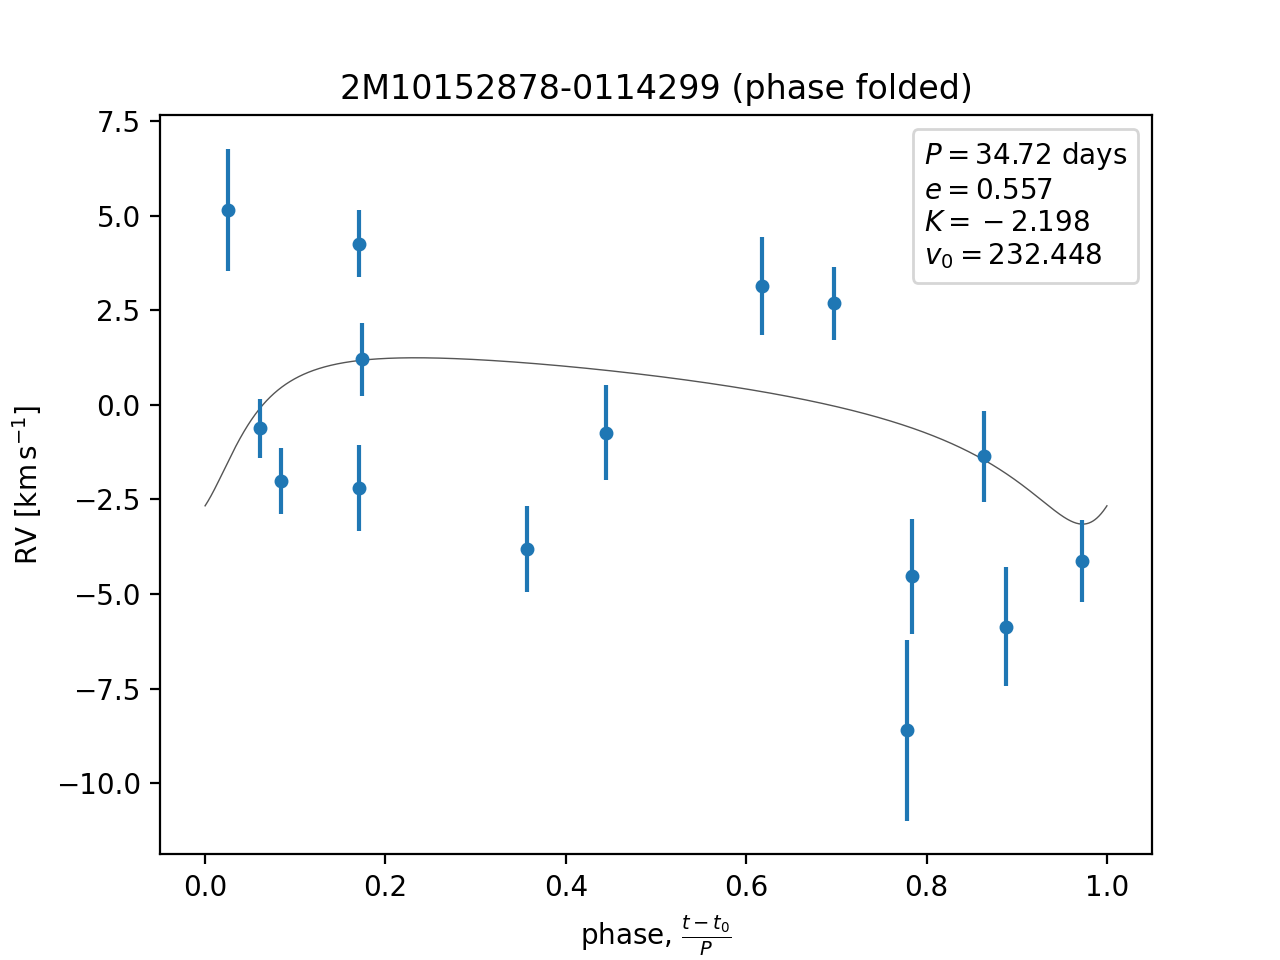 2M10152878-0114299 (phase folded)
P = 34.72 days
e = 0.557
K = −2.198
v₀ = 232.448
7.5
5.0
2.5
0.0
−2.5
−5.0
−7.5
−10.0
RV [km s⁻¹]
0.0 0.2 0.4 0.6 0.8 1.0
phase, (t − t₀)/P